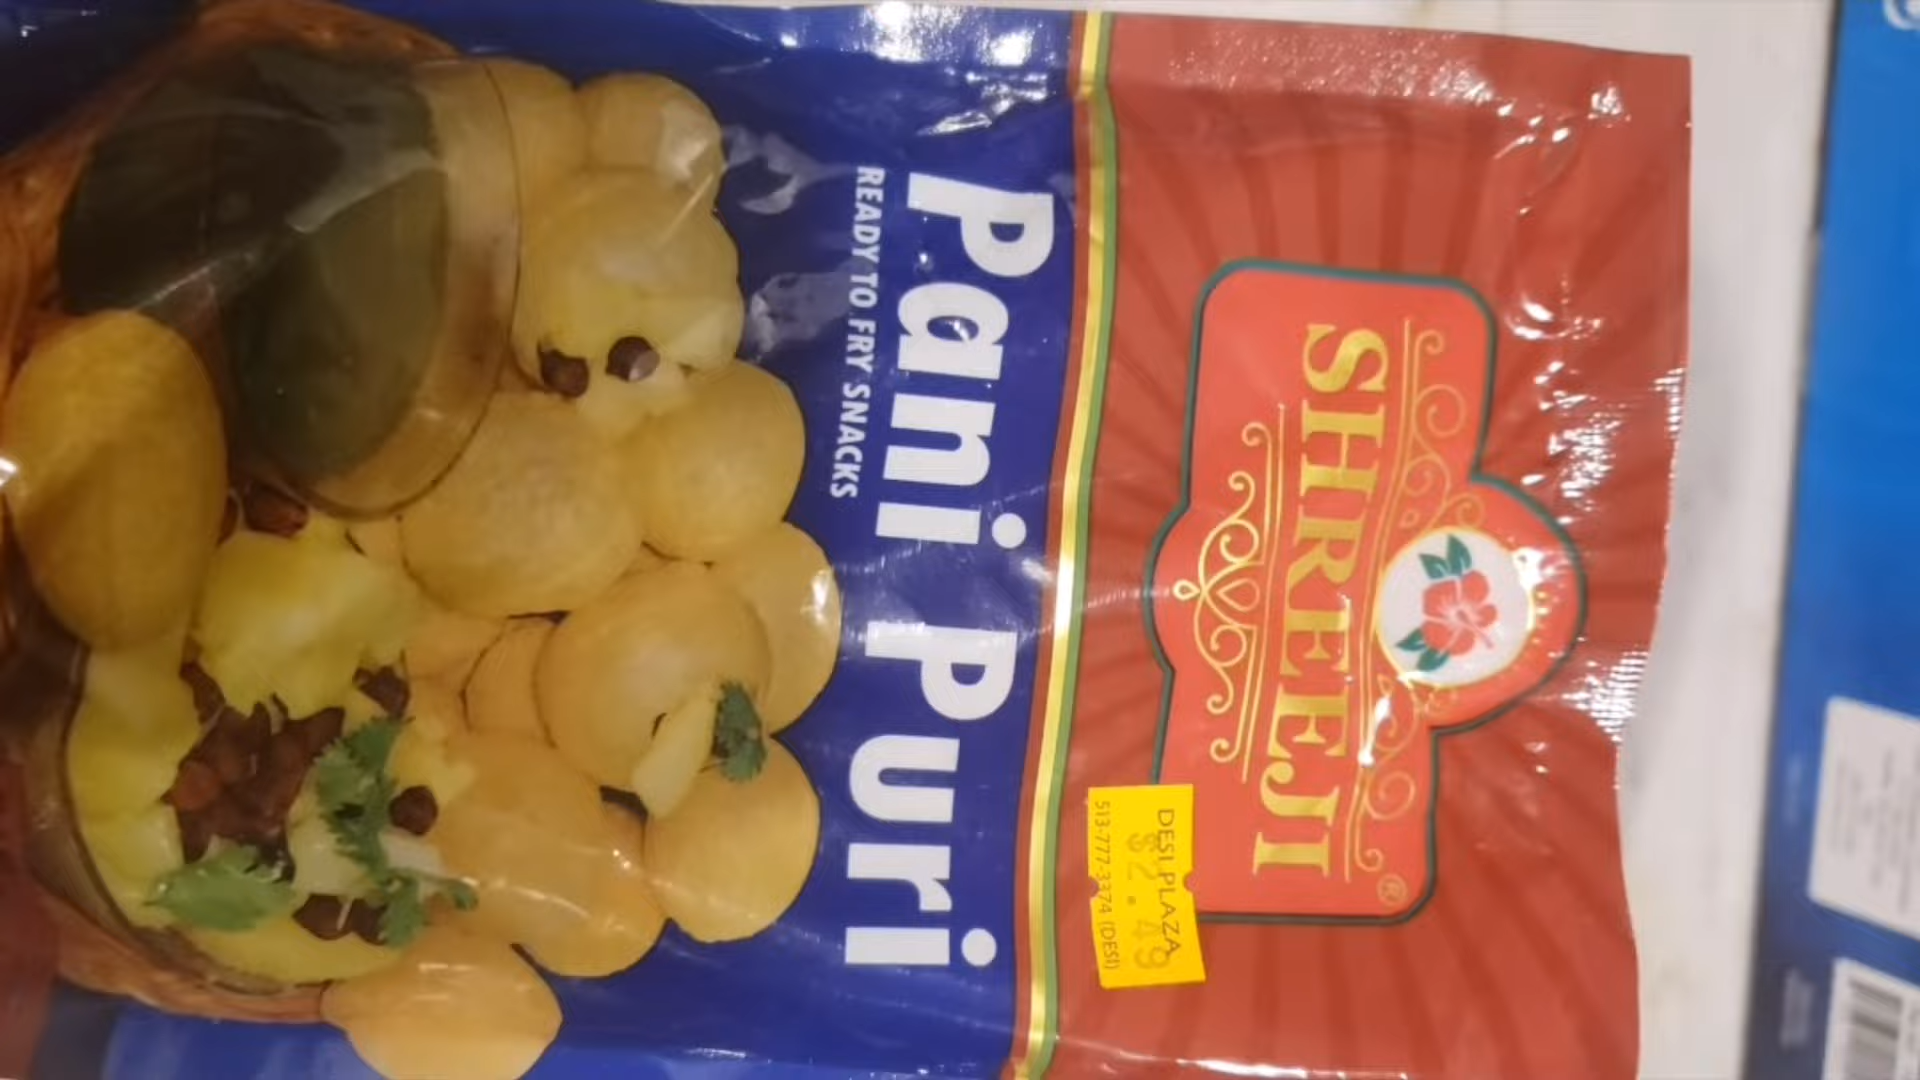 SHREEJI
®
DESI PLAZA
$2.49
513-777-3374 (DESI)
Pani Puri
READY TO FRY SNACKS